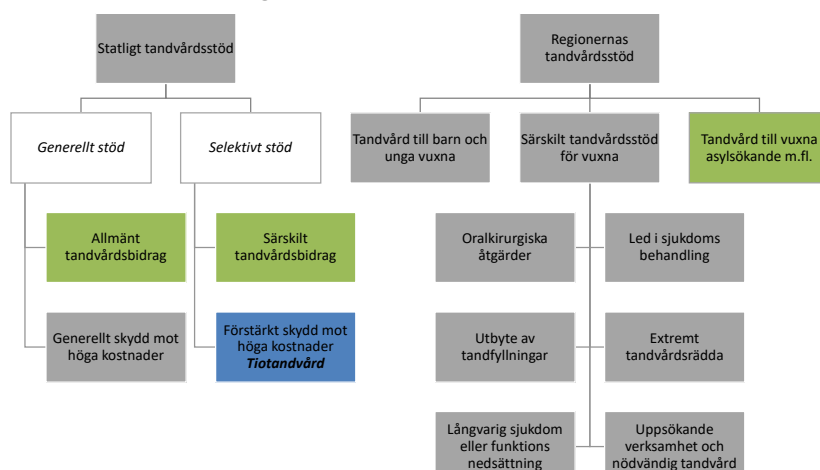 Statligt tandvårdsstöd
Generellt stöd
Selektivt stöd
Allmänt
tandvårdsbidrag
Särskilt
tandvårdsbidrag
Generellt skydd mot
höga kostnader
Förstärkt skydd mot
höga kostnader
Tiotandvård
Regionernas
tandvårdsstöd
Tandvård till barn och
unga vuxna
Särskilt tandvårdsstöd
för vuxna
Tandvård till vuxna
asylsökande m.fl.
Oralkirurgiska
åtgärder
Led i sjukdoms
behandling
Utbyte av
tandfyllningar
Extremt
tandvårdsrädda
Långvarig sjukdom
eller funktions
nedsättning
Uppsökande
verksamhet och
nödvändig tandvård